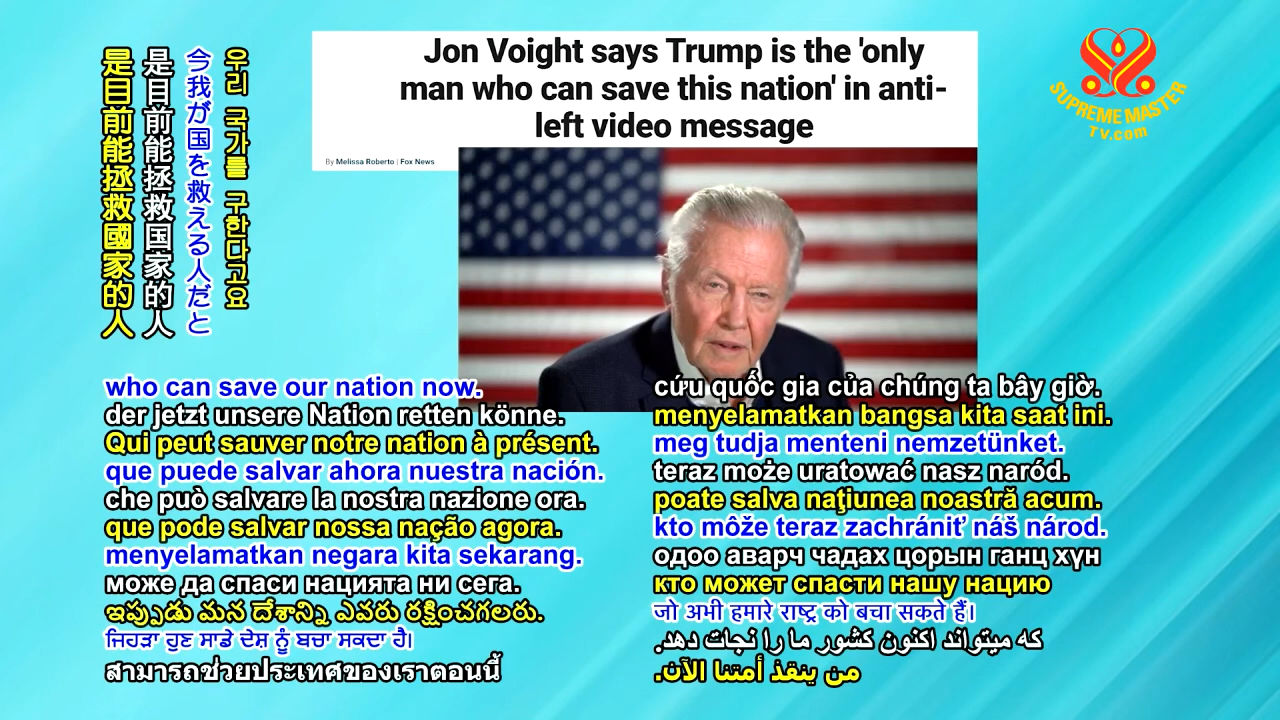 Jon Voight says Trump is the 'only
man who can save this nation' in anti-
left video message
By Melissa Roberto | Fox News
SUPREME MASTER
TV.com
우리 국가를 구한다고요
今我が国を救える人だと
是目前能拯救国家的人
是目前能拯救國家的人
who can save our nation now.
der jetzt unsere Nation retten könne.
Qui peut sauver notre nation à présent.
que puede salvar ahora nuestra nación.
che può salvare la nostra nazione ora.
que pode salvar nossa nação agora.
menyelamatkan negara kita sekarang.
може да спаси нацията ни сега.
ఇప్పుడు మన దేశాన్ని ఎవరు రక్షించగలరు.
ਜਿਹੜਾ ਹੁਣ ਸਾਡੇ ਦੇਸ਼ ਨੂੰ ਬਚਾ ਸਕਦਾ ਹੈ।
สามารถช่วยประเทศของเราตอนนี้
cứu quốc gia của chúng ta bây giờ.
menyelamatkan bangsa kita saat ini.
meg tudja menteni nemzetünket.
teraz może uratować nasz naród.
poate salva naţiunea noastră acum.
kto môže teraz zachrániť náš národ.
одоо аварч чадах цорын ганц хүн
кто может спасти нашу нацию
जो अभी हमारे राष्ट्र को बचा सकते हैं।
که میتواند اکنون کشور ما را نجات دهد.
من ينقذ أمتنا الآن.